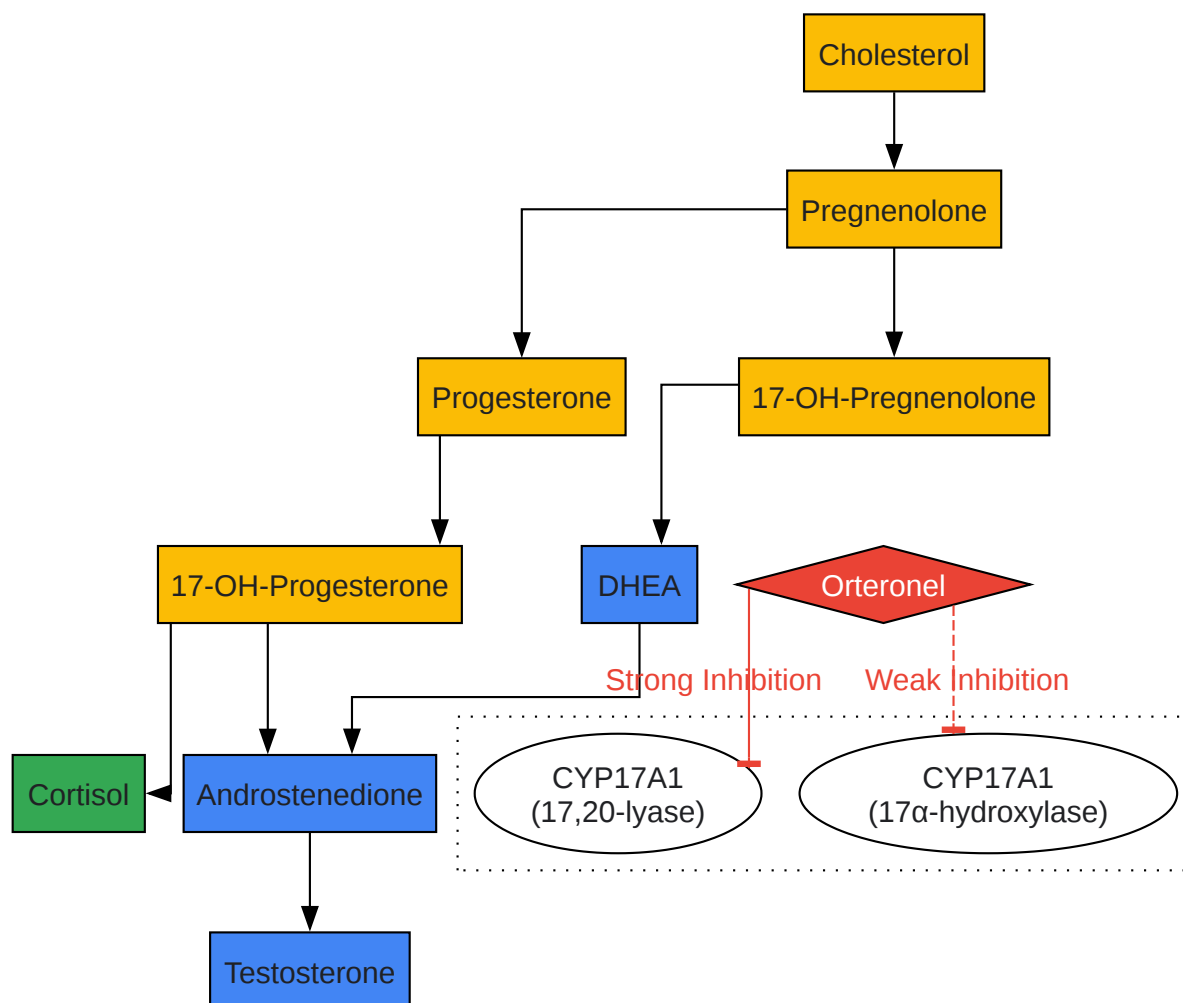 Cholesterol
Pregnenolone
Progesterone
17-OH-Pregnenolone
17-OH-Progesterone
DHEA
Orteronel
Strong Inhibition
Weak Inhibition
Cortisol
Androstenedione
CYP17A1
(17,20-lyase)
CYP17A1
(17α-hydroxylase)
Testosterone